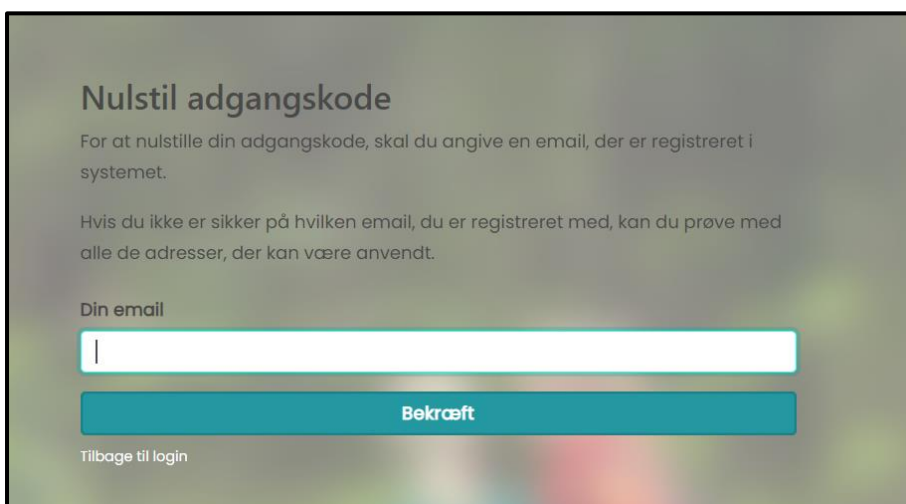 Nulstil adgangskode
For at nulstille din adgangskode, skal du angive en email, der er registreret i
systemet.
Hvis du ikke er sikker på hvilken email, du er registreret med, kan du prøve med
alle de adresser, der kan være anvendt.
Din email
Bekræft
Tilbage til login